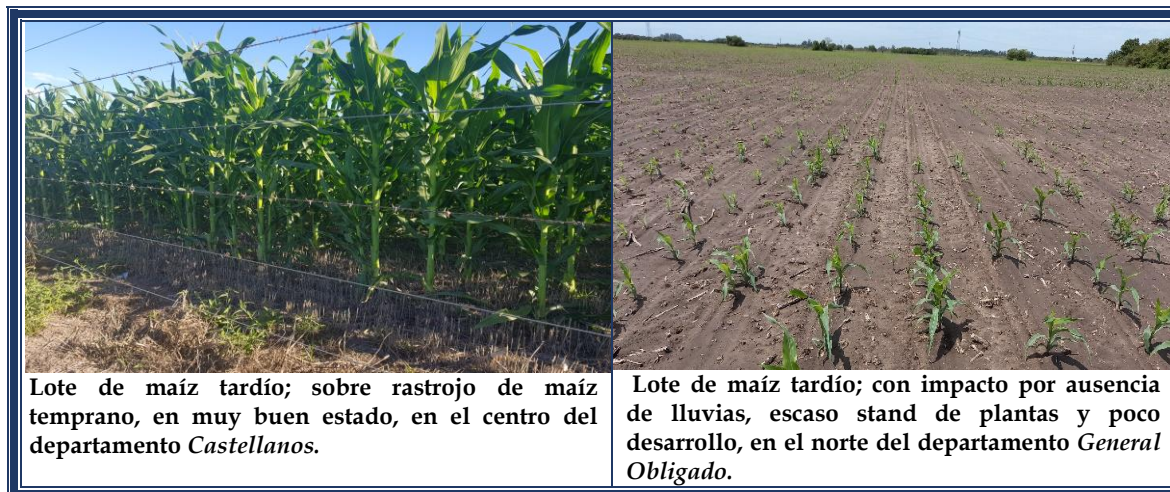 Lote de maíz tardío; sobre rastrojo de maíz
temprano, en muy buen estado, en el centro del
departamento Castellanos.
Lote de maíz tardío; con impacto por ausencia
de lluvias, escaso stand de plantas y poco
desarrollo, en el norte del departamento General
Obligado.